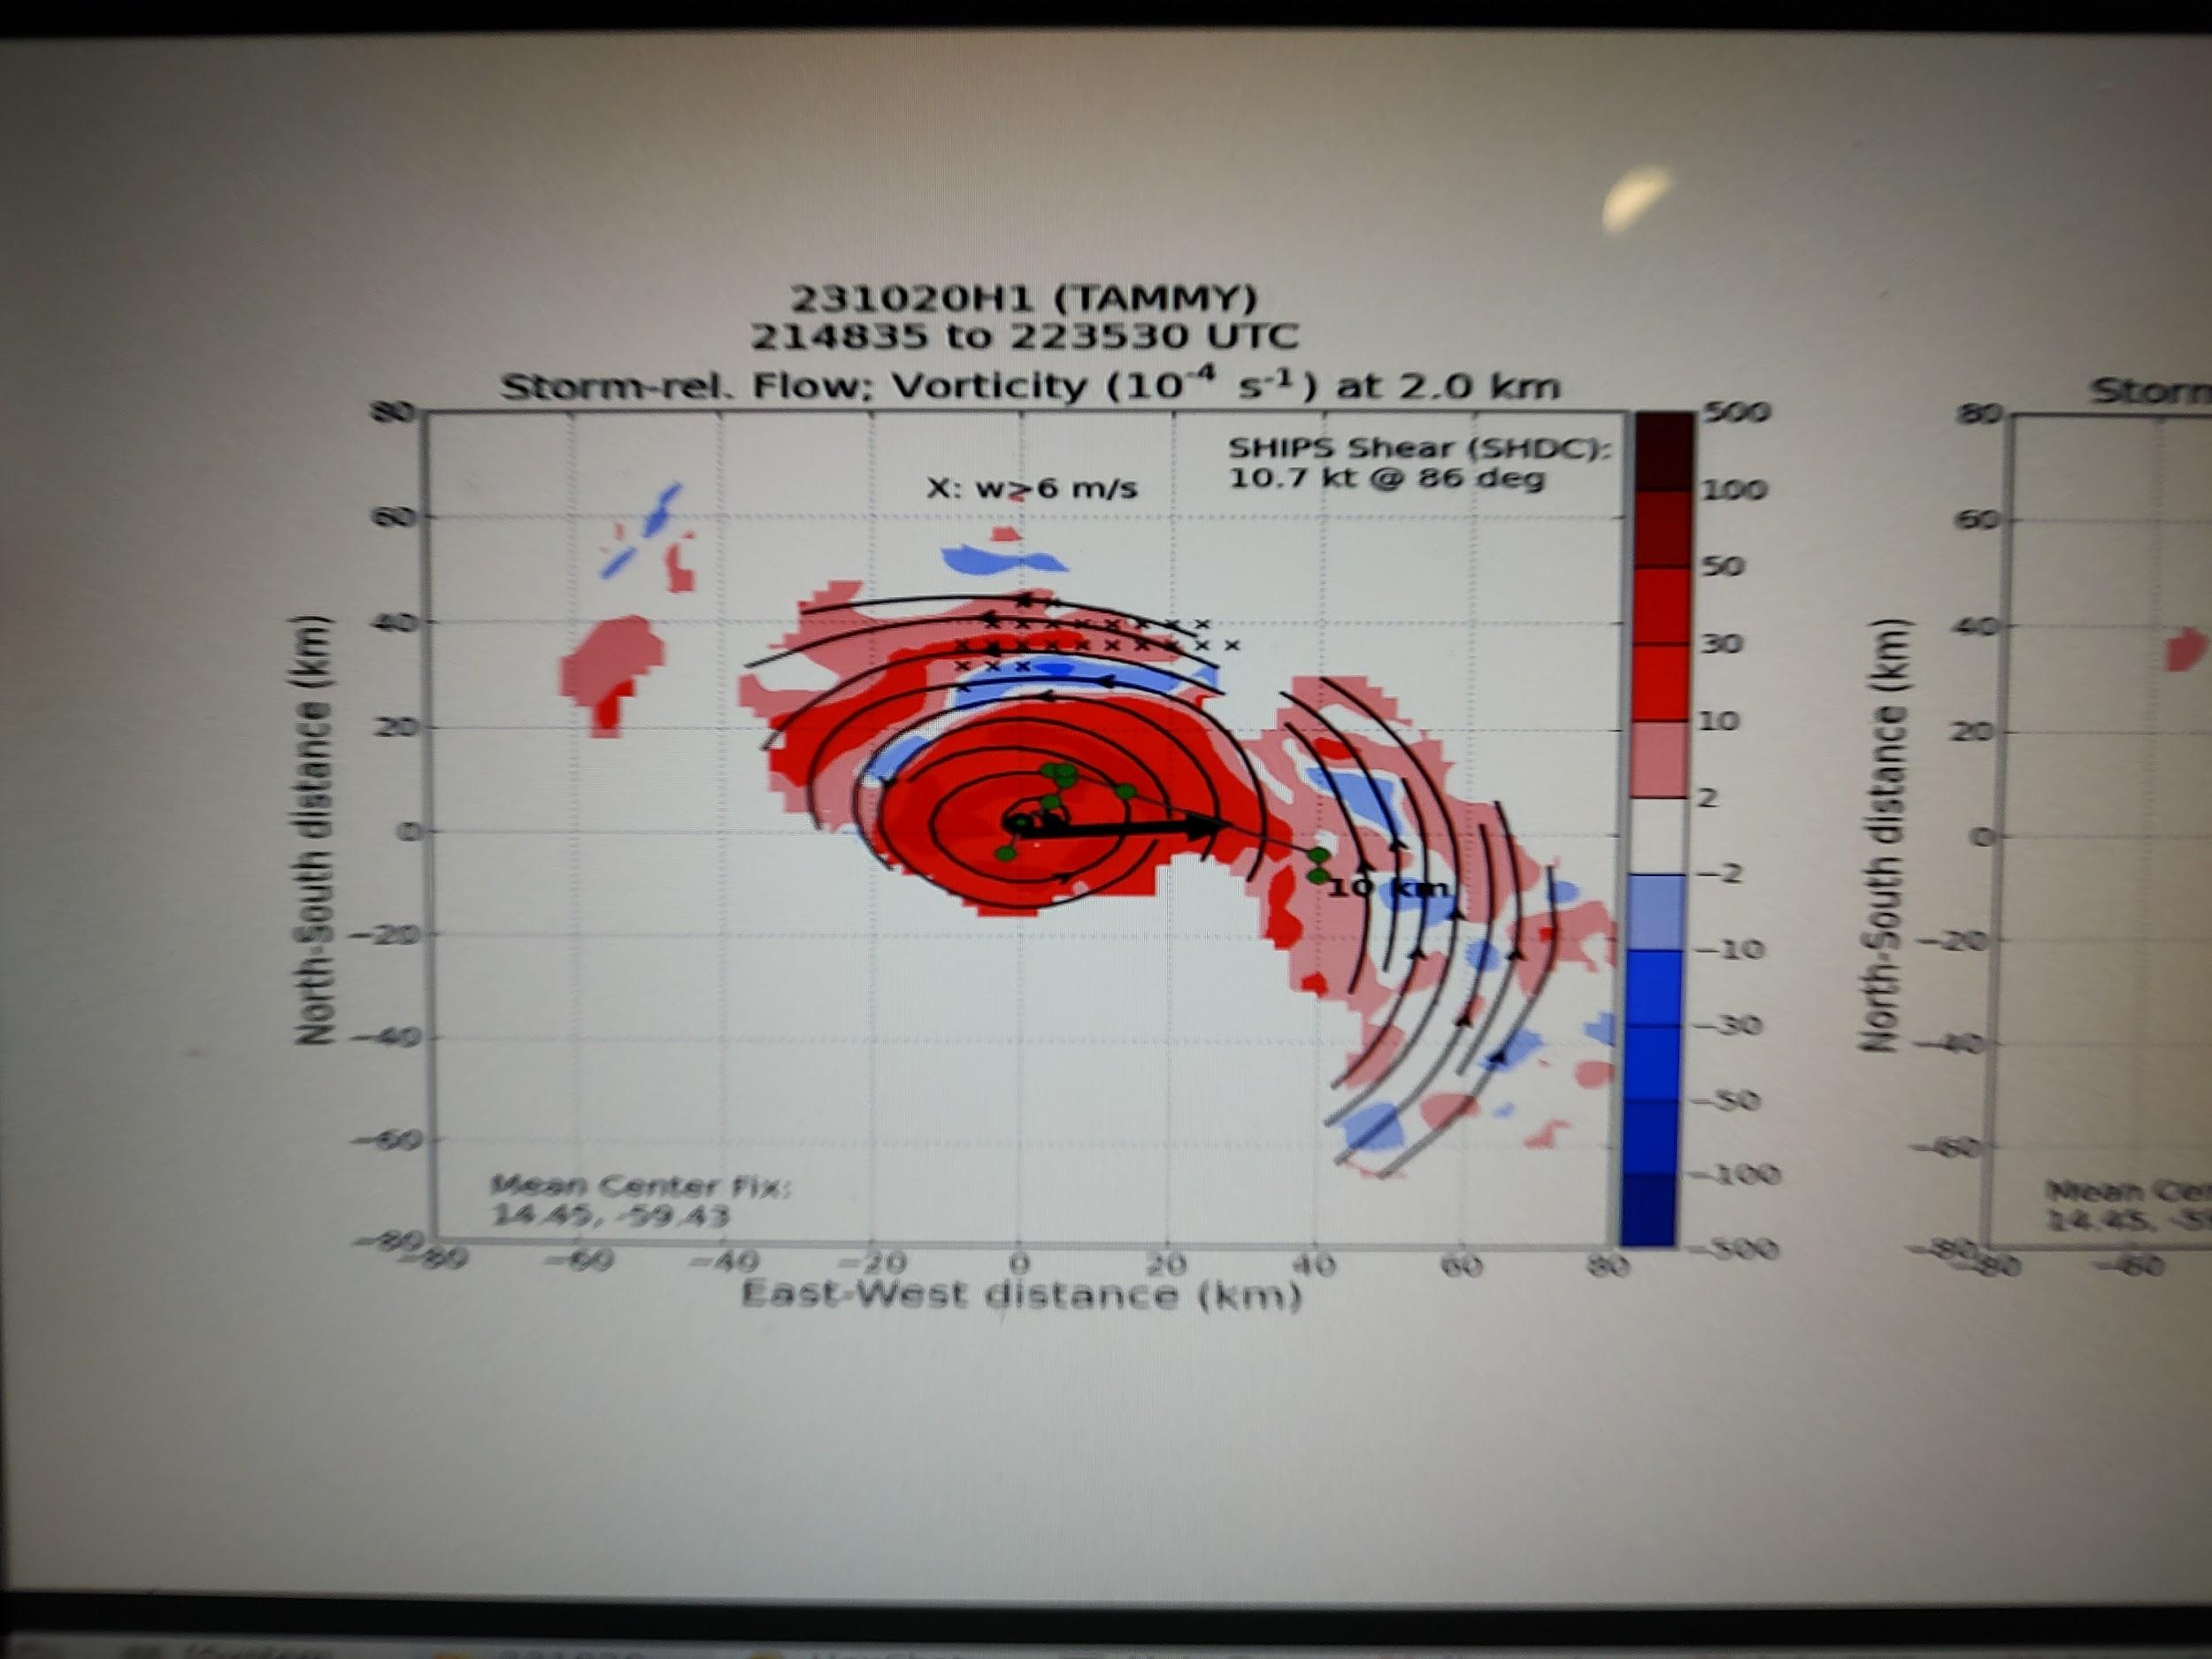 231020H1 (TAMMY)
214835 to 223530 UTC
Storm-rel. Flow; Vorticity (10-4 s-1) at 2.0 km
SHIPS Shear (SHDC):
10.7 kt @ 86 deg
X: w>6 m/s
10 km
Mean Center Fix:
14.45, -59.43
North-South distance (km)
80
60
40
20
0
−20
−40
−60
−80
−80 −60 −40 −20 0 20 40 60 80
East-West distance (km)
500
100
50
30
10
2
−2
−10
−30
−50
−100
−500
Storm
North-South distance (km)
80
60
40
20
0
−20
−40
−60
−80
−80 −60
Mean Cen
14.45, -59